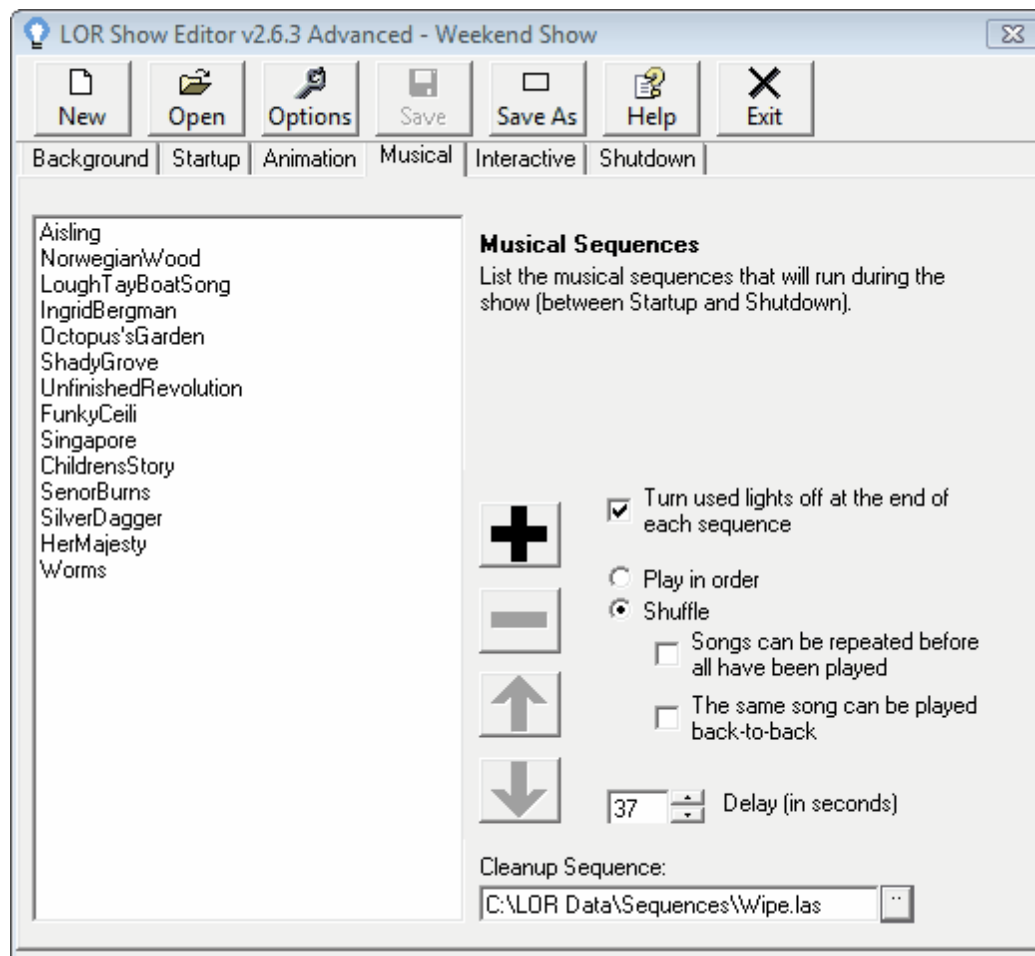 LOR Show Editor v2.6.3 Advanced - Weekend Show
New Open Options Save Save As Help Exit
Background Startup Animation Musical Interactive Shutdown
Aisling
NorwegianWood
LoughTayBoatSong
IngridBergman
Octopus'sGarden
ShadyGrove
UnfinishedRevolution
FunkyCeili
Singapore
ChildrensStory
SenorBurns
SilverDagger
HerMajesty
Worms
Musical Sequences
List the musical sequences that will run during the
show (between Startup and Shutdown).
Turn used lights off at the end of
each sequence
Play in order
Shuffle
Songs can be repeated before
all have been played
The same song can be played
back-to-back
37 Delay (in seconds)
Cleanup Sequence:
C:\LOR Data\Sequences\Wipe.las ..